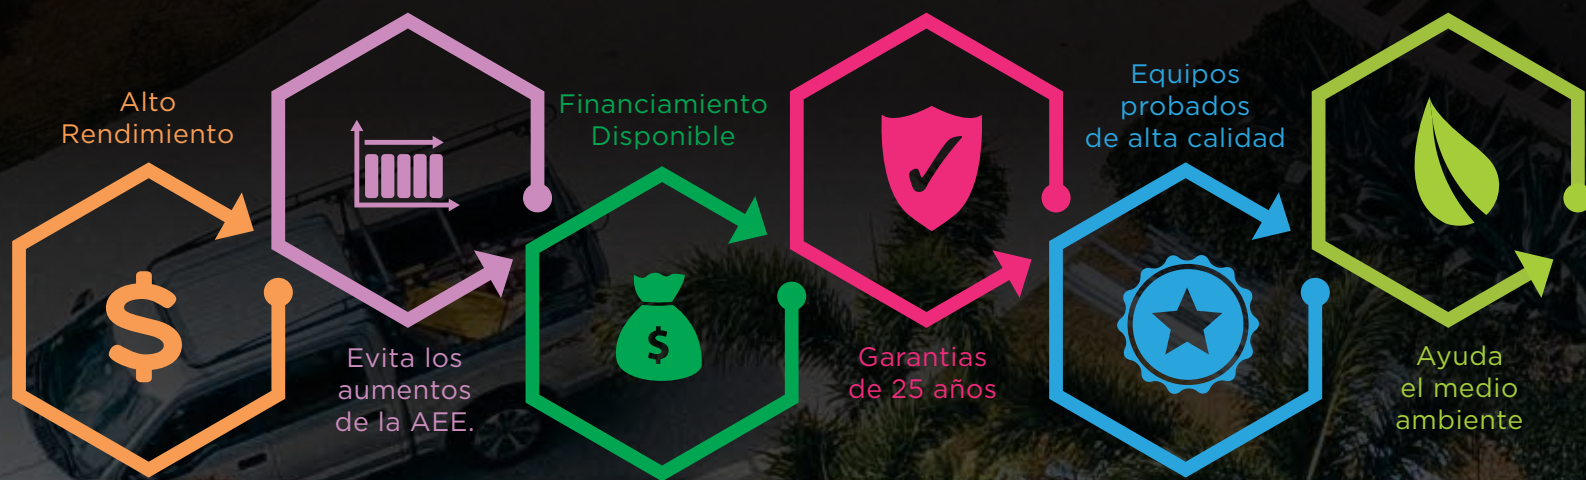 Alto
Rendimiento
Evita los
aumentos
de la AEE.
Financiamiento
Disponible
$
Garantias
de 25 años
Equipos
probados
de alta calidad
Ayuda
el medio
ambiente